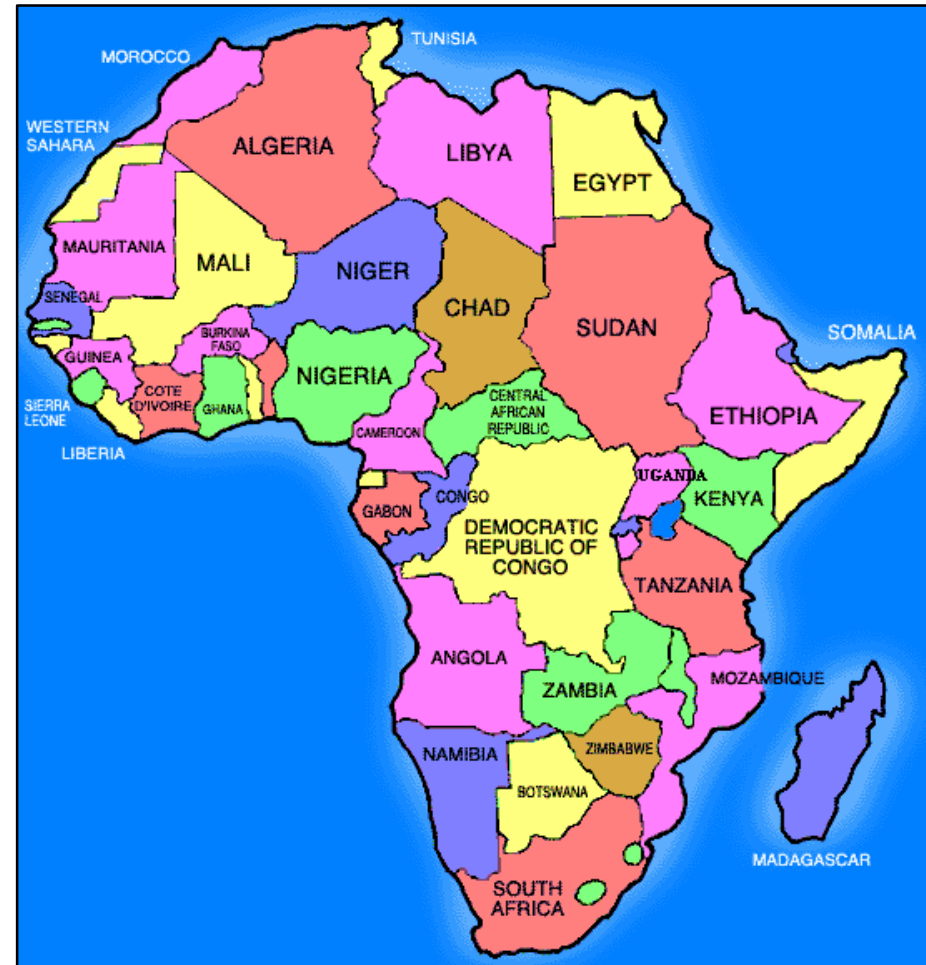 TUNISIA
MOROCCO
WESTERN
SAHARA
ALGERIA
LIBYA
EGYPT
MAURITANIA
MALI
NIGER
CHAD
SUDAN
SENEGAL
BURKINA
FASO
SOMALIA
GUINEA
NIGERIA
COTE
D'IVOIRE
GHANA
CENTRAL
AFRICAN
REPUBLIC
ETHIOPIA
SIERRA
LEONE
LIBERIA
CAMEROON
UGANDA
KENYA
CONGO
GABON
DEMOCRATIC
REPUBLIC OF
CONGO
TANZANIA
ANGOLA
ZAMBIA
MOZAMBIQUE
NAMIBIA
ZIMBABWE
BOTSWANA
MADAGASCAR
SOUTH
AFRICA